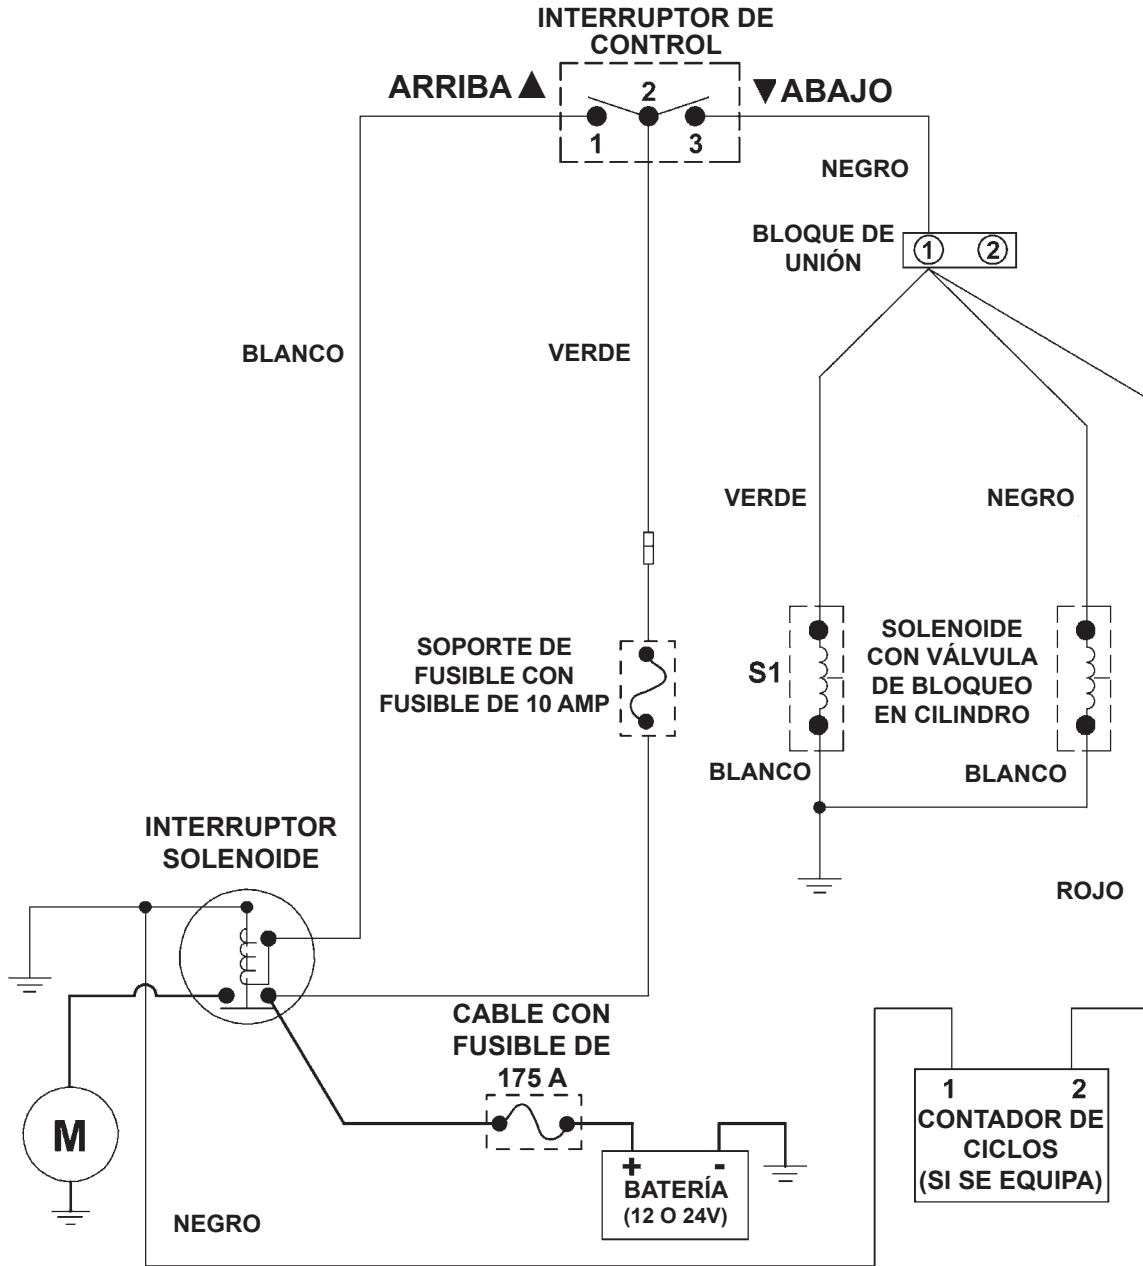 INTERRUPTOR DE
CONTROL
ARRIBA ▲
▼ ABAJO
2
1
3
NEGRO
BLOQUE DE
UNIÓN
1
2
BLANCO
VERDE
VERDE
NEGRO
SOPORTE DE
FUSIBLE CON
FUSIBLE DE 10 AMP
S1
SOLENOIDE
CON VÁLVULA
DE BLOQUEO
EN CILINDRO
BLANCO
BLANCO
INTERRUPTOR
SOLENOIDE
ROJO
CABLE CON
FUSIBLE DE
175 A
M
+
-
BATERÍA
(12 O 24V)
1
2
CONTADOR DE
CICLOS
(SI SE EQUIPA)
NEGRO